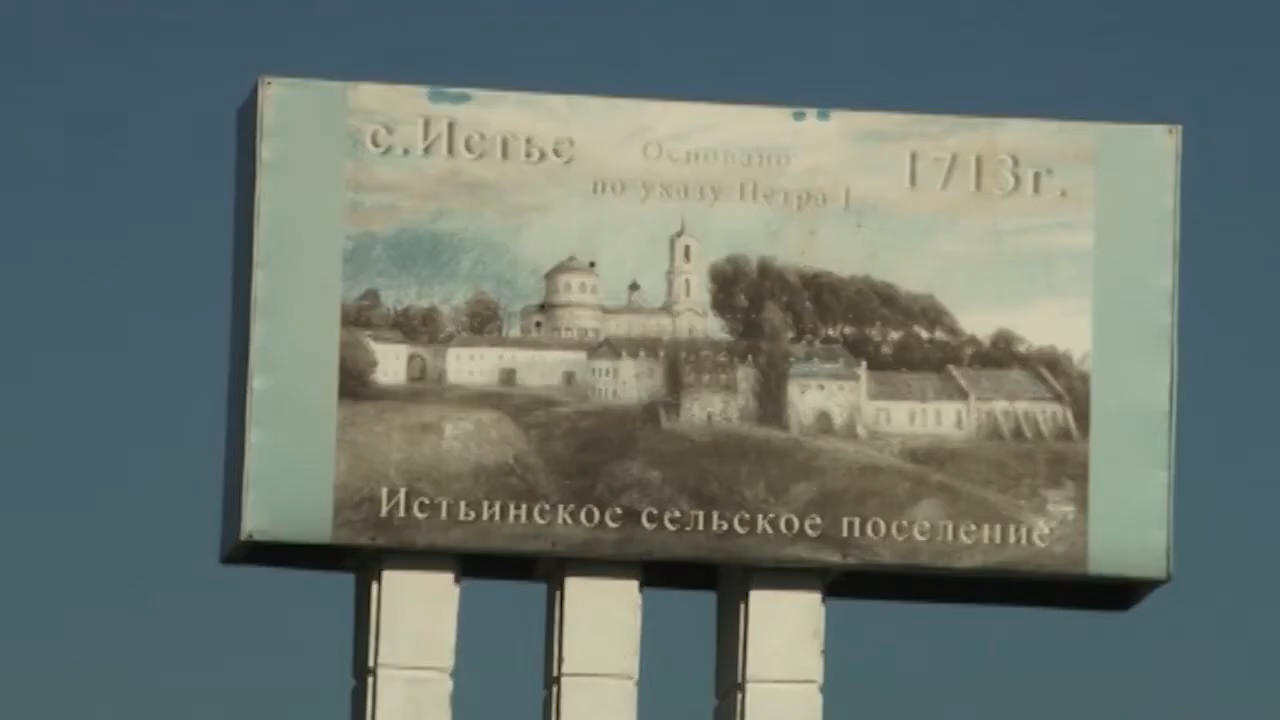 с.Истье
Основано
по указу Петра I
1713г.
Истьинское сельское поселение